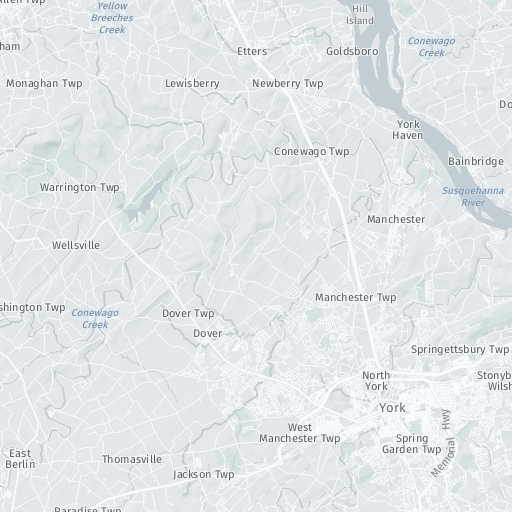 Allen Twp
Yellow
Breeches
Creek
Hill
Island
Etters
Goldsboro
Conewago
Creek
Monaghan Twp
Lewisberry
Newberry Twp
York
Haven
Conewago Twp
Bainbridge
Warrington Twp
Susquehanna
River
Manchester
Wellsville
Manchester Twp
Conewago
Creek
Dover Twp
Dover
Springettsbury Twp
North
York
York
West
Manchester Twp
Spring
Garden Twp
Memorial Hwy
East
Berlin
Thomasville
Jackson Twp
Paradise Twp